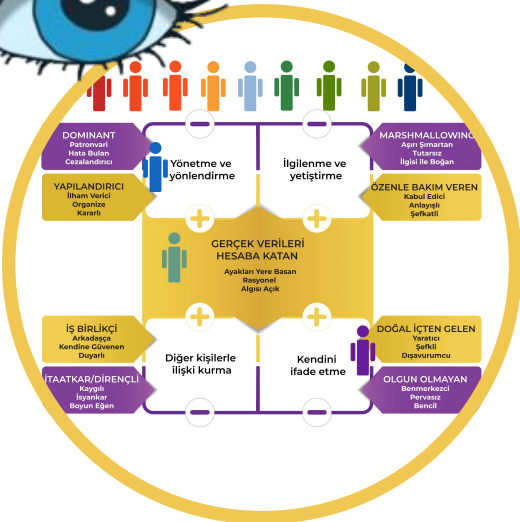 DOMINANT
Patronvari
Hata Bulan
Cezalandırıcı
MARSHMALLOWING
Aşırı Şımartan
Tutarsız
İlgisi ile Boğan
Yönetme ve
yönlendirme
İlgilenme ve
yetiştirme
YAPILANDIRICI
İlham Verici
Organize
Kararlı
ÖZENLE BAKIM VEREN
Kabul Edici
Anlayışlı
Şefkatli
GERÇEK VERİLERİ
HESABA KATAN
Ayakları Yere Basan
Rasyonel
Algısı Açık
İŞ BİRLİKÇİ
Arkadaşça
Kendine Güvenen
Duyarlı
DOĞAL İÇTEN GELEN
Yaratıcı
Şefkli
Dışavurumcu
Diğer kişilerle
ilişki kurma
Kendini
ifade etme
İTAATKAR/DİRENÇLİ
Kaygılı
İsyankar
Boyun Eğen
OLGUN OLMAYAN
Benmerkezci
Pervasız
Bencil